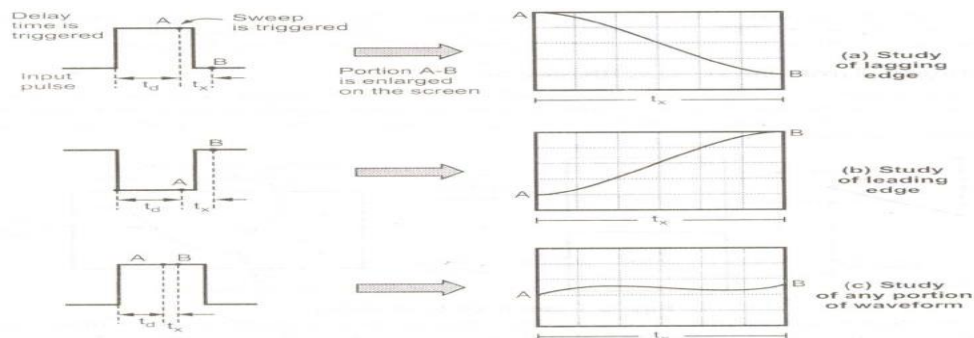 Delay
time is
triggered
A
Sweep
is triggered
B
Input
pulse
t_d
t_x
Portion A-B
is enlarged
on the screen
A
B
t_x
(a) Study
of lagging
edge
B
A
t_d
t_x
B
A
t_x
(b) Study
of leading
edge
A B
t_d
t_x
A
B
(c) Study
of any portion
of waveform